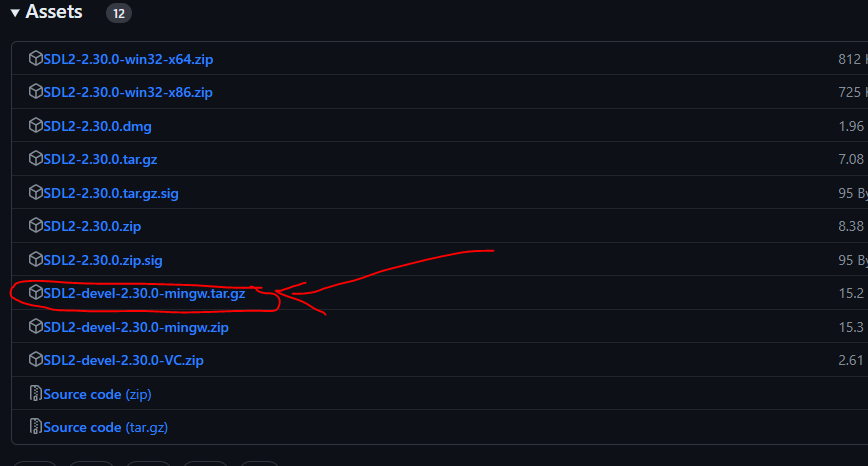 Assets 12
SDL2-2.30.0-win32-x64.zip 812
SDL2-2.30.0-win32-x86.zip 725
SDL2-2.30.0.dmg 1.96
SDL2-2.30.0.tar.gz 7.08
SDL2-2.30.0.tar.gz.sig 95 By
SDL2-2.30.0.zip 8.38
SDL2-2.30.0.zip.sig 95 By
SDL2-devel-2.30.0-mingw.tar.gz 15.2
SDL2-devel-2.30.0-mingw.zip 15.3
SDL2-devel-2.30.0-VC.zip 2.61
Source code (zip)
Source code (tar.gz)